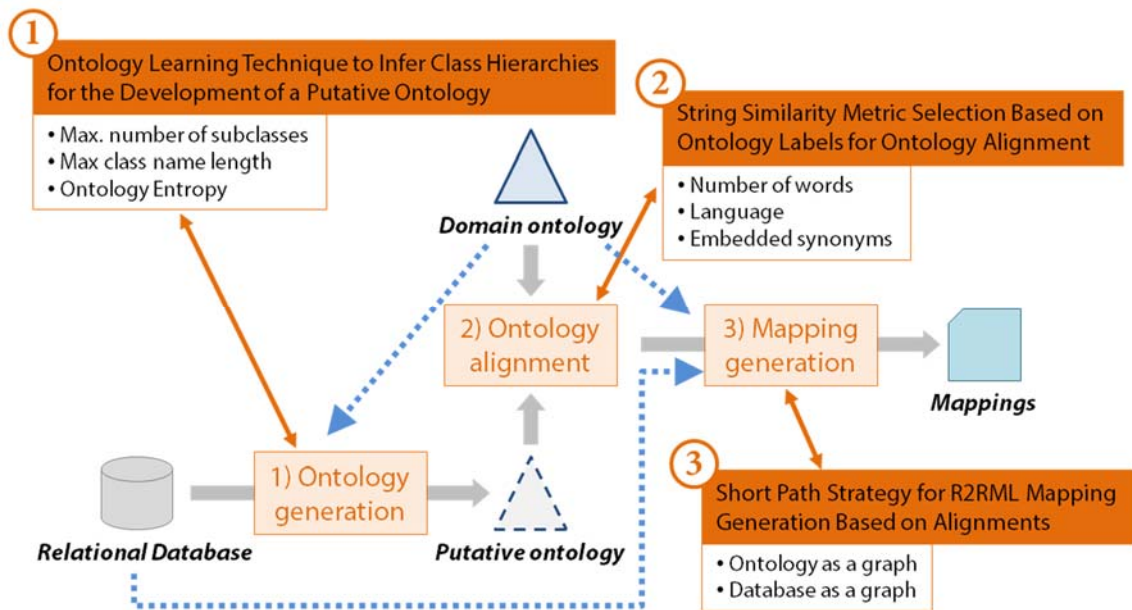 1
Ontology Learning Technique to Infer Class Hierarchies
for the Development of a Putative Ontology
• Max. number of subclasses
• Max class name length
• Ontology Entropy
2
String Similarity Metric Selection Based on
Ontology Labels for Ontology Alignment
• Number of words
• Language
• Embedded synonyms
Domain ontology
2) Ontology
alignment
3) Mapping
generation
Mappings
1) Ontology
generation
Relational Database
Putative ontology
3
Short Path Strategy for R2RML Mapping
Generation Based on Alignments
• Ontology as a graph
• Database as a graph